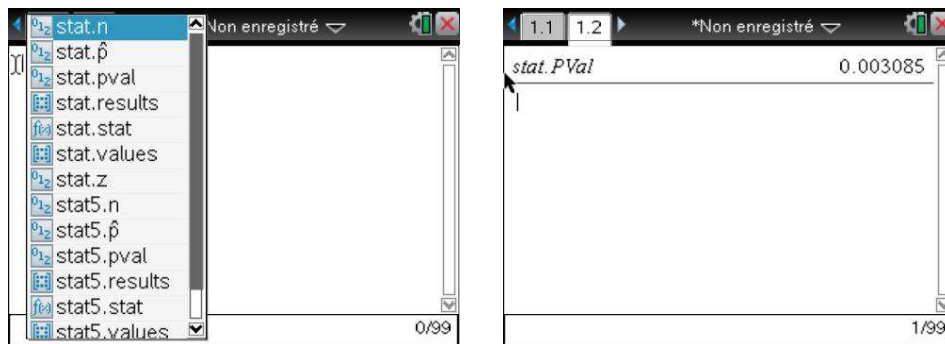 stat.n
Non enregistré
stat.p̂
stat.pval
stat.results
stat.stat
stat.values
stat.z
stat5.n
stat5.p̂
stat5.pval
stat5.results
stat5.stat
stat5.values
0/99
1.1 1.2 *Non enregistré
stat.PVal 0.003085
1/99